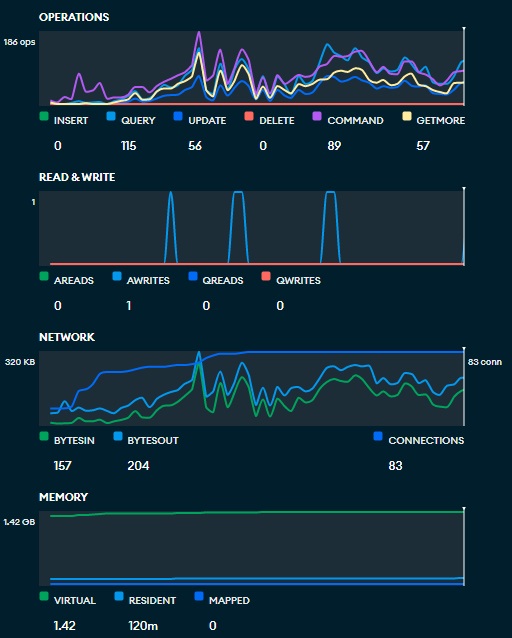 OPERATIONS
186 ops
INSERT QUERY UPDATE DELETE COMMAND GETMORE
0 115 56 0 89 57
READ & WRITE
1
AREADS AWRITES QREADS QWRITES
0 1 0 0
NETWORK
320 KB 83 conn
BYTESIN BYTESOUT CONNECTIONS
157 204 83
MEMORY
1.42 GB
VIRTUAL RESIDENT MAPPED
1.42 120m 0